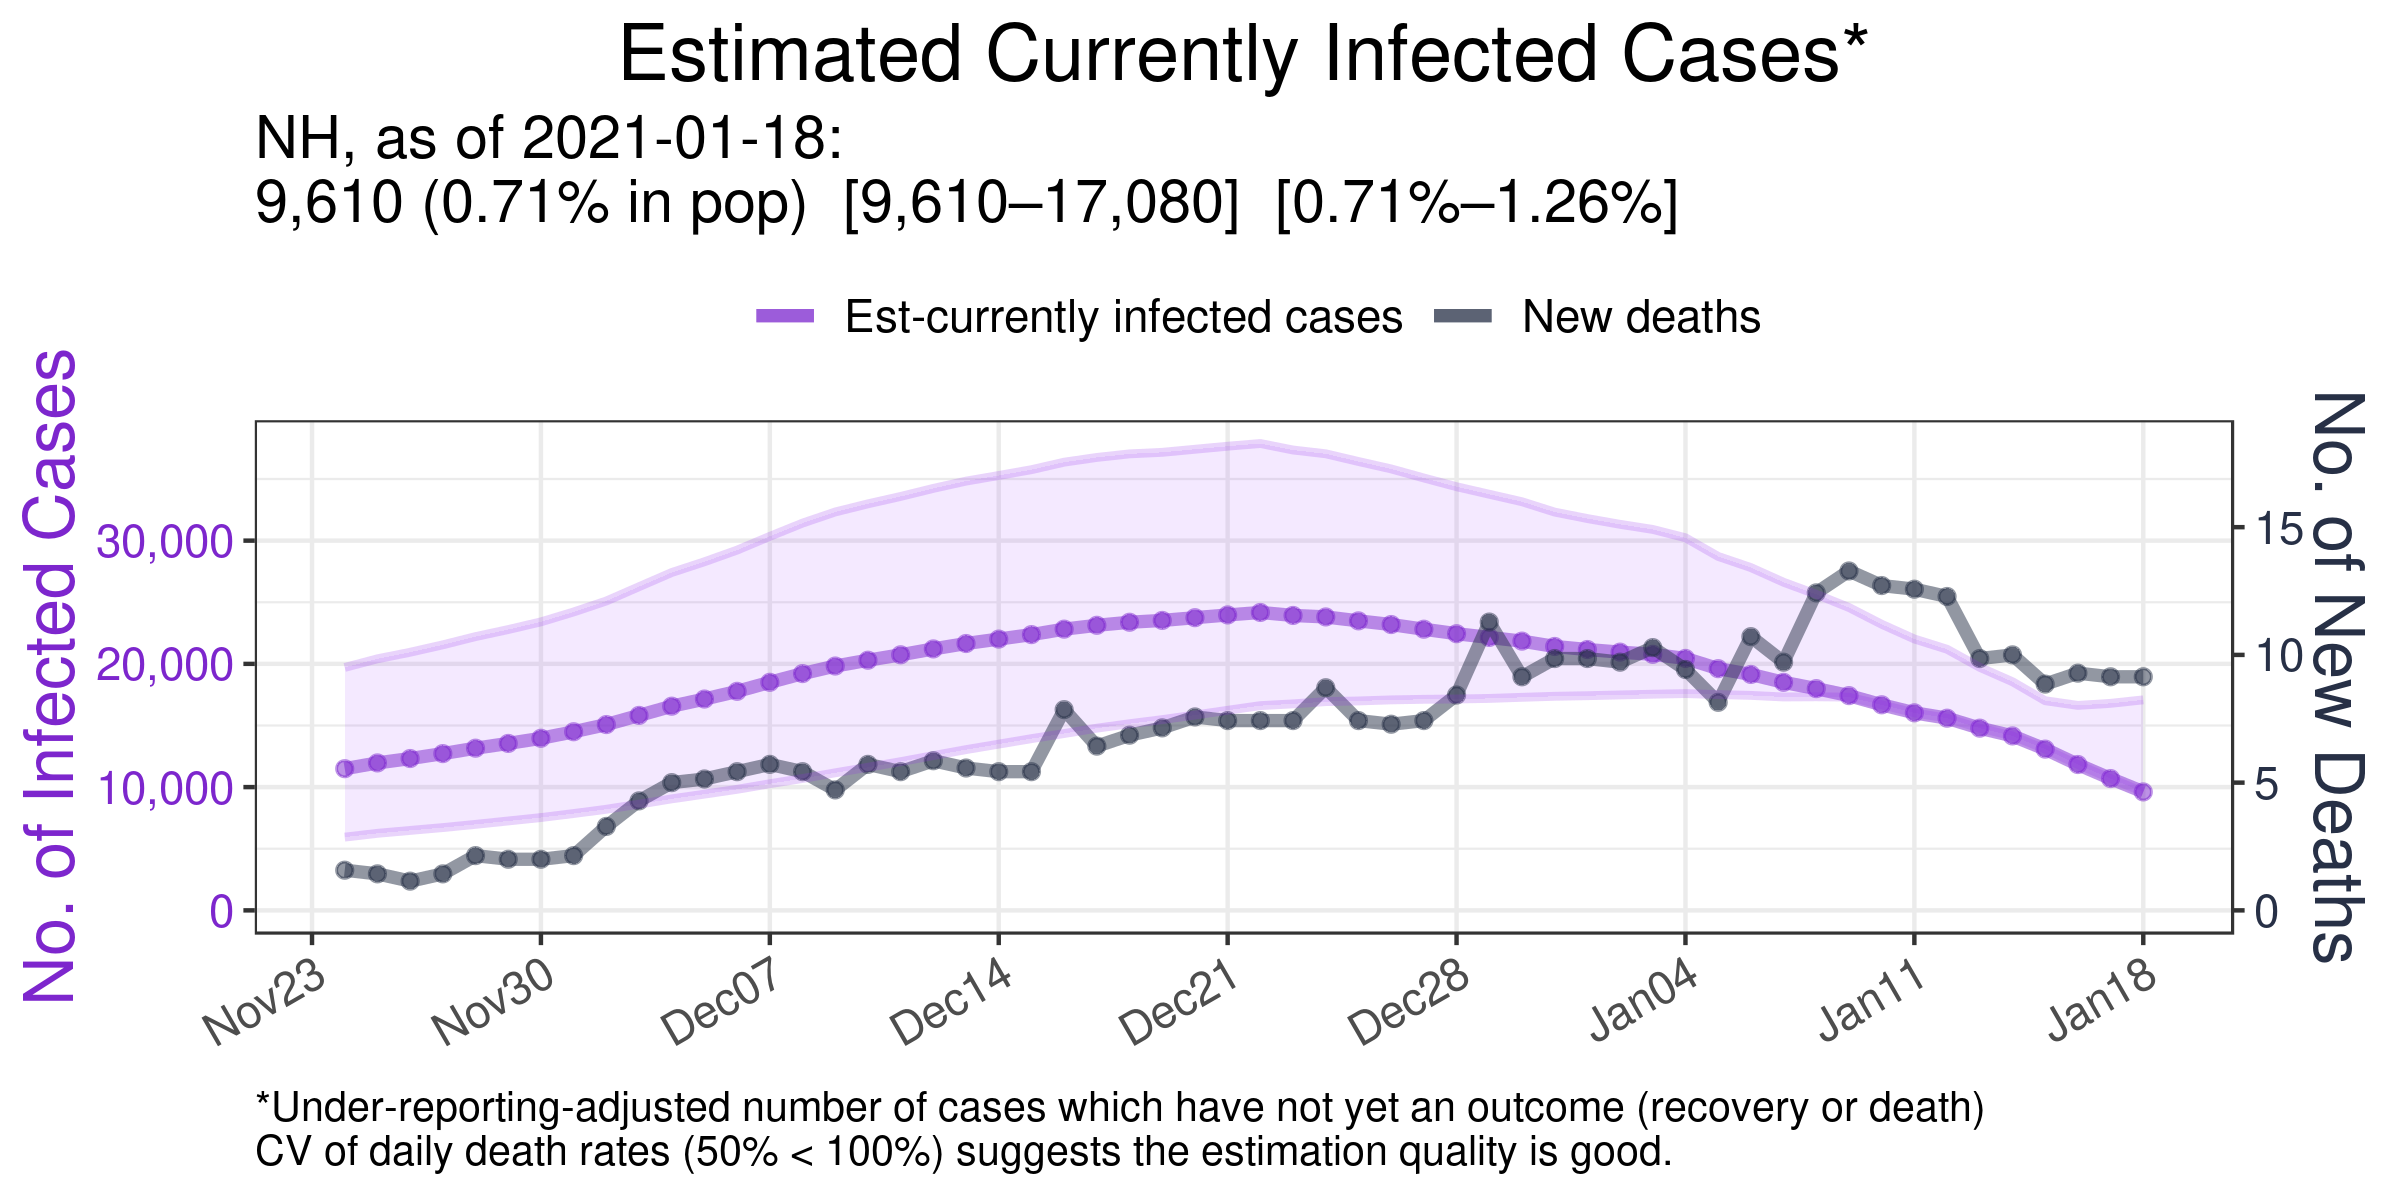 Estimated Currently Infected Cases*
NH, as of 2021-01-18:
9,610 (0.71% in pop)  [9,610–17,080]  [0.71%–1.26%]
Est-currently infected cases
New deaths
No. of Infected Cases
30,000
20,000
10,000
0
15
10
5
0
No. of New Deaths
Nov23
Nov30
Dec07
Dec14
Dec21
Dec28
Jan04
Jan11
Jan18
*Under-reporting-adjusted number of cases which have not yet an outcome (recovery or death)
CV of daily death rates (50% < 100%) suggests the estimation quality is good.